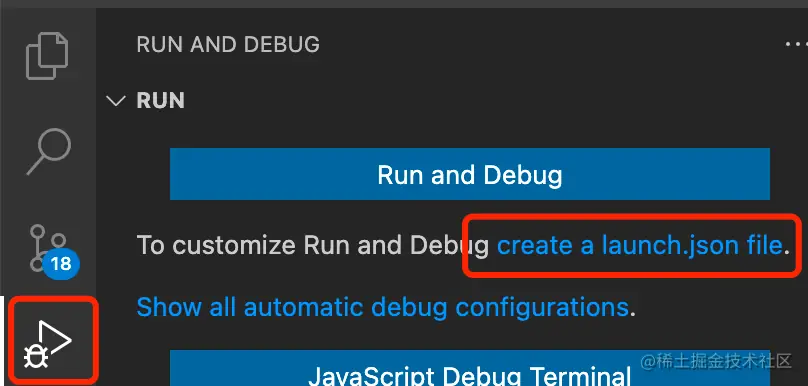 RUN AND DEBUG
RUN
Run and Debug
To customize Run and Debug create a launch.json file.
Show all automatic debug configurations.
18
JavaScript Debug Terminal
@稀土掘金技术社区